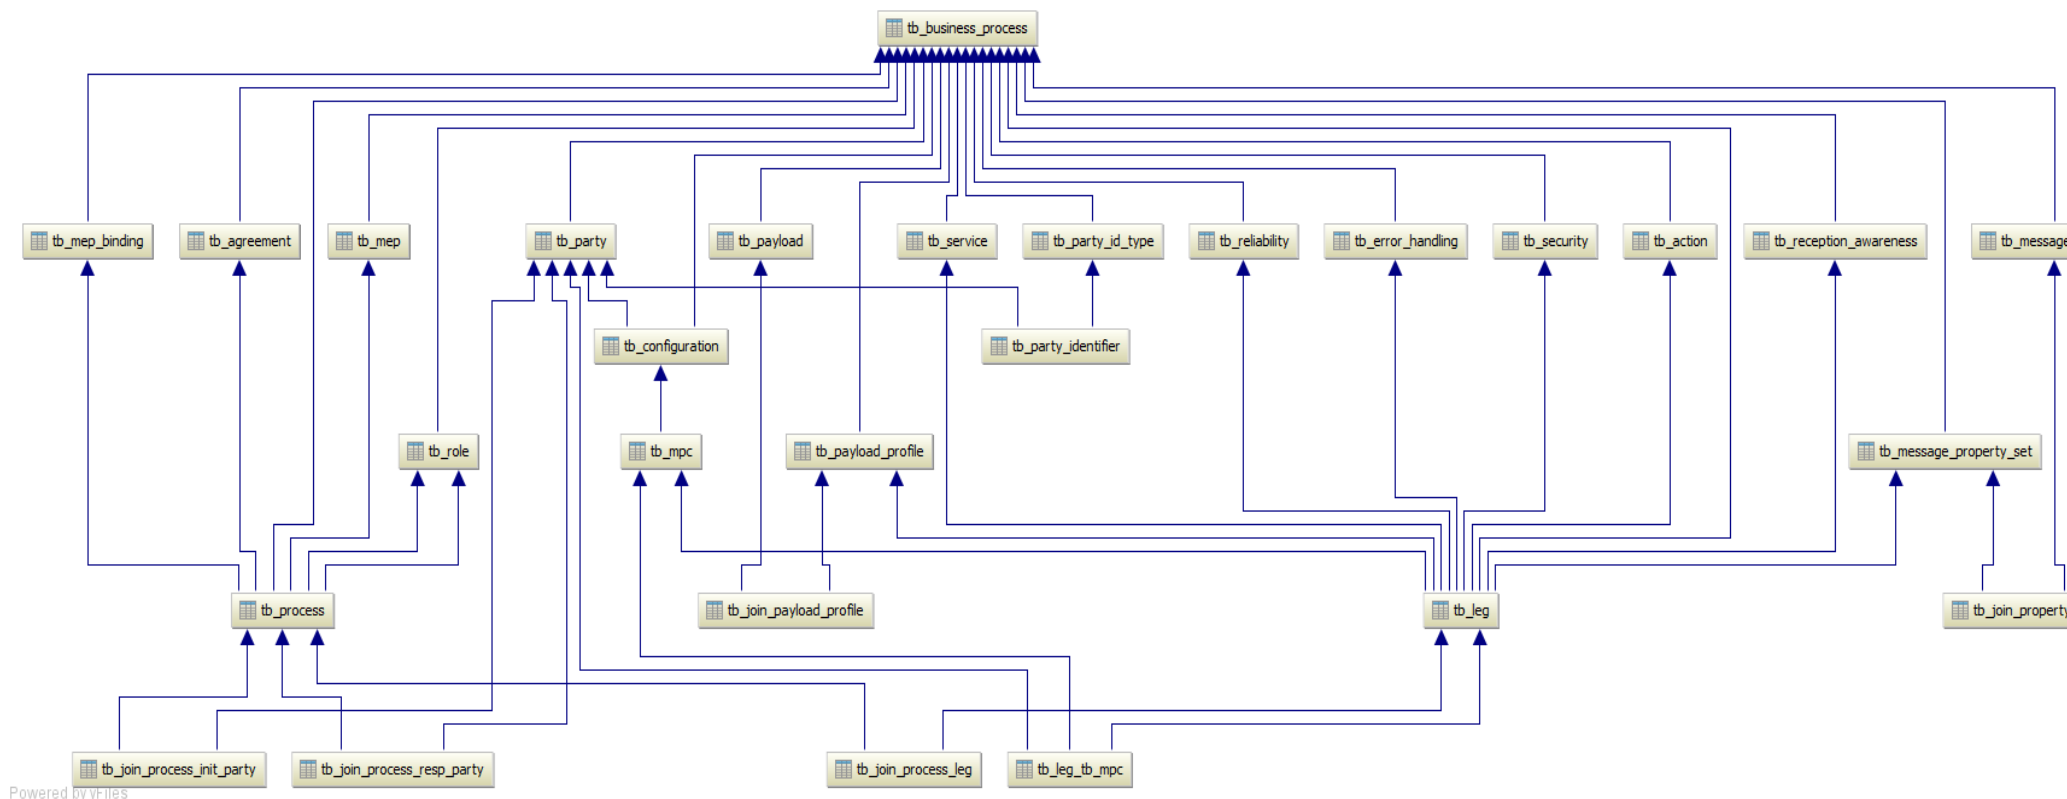 tb_business_process
tb_mep_binding
tb_agreement
tb_mep
tb_party
tb_payload
tb_service
tb_party_id_type
tb_reliability
tb_error_handling
tb_security
tb_action
tb_reception_awareness
tb_message
tb_configuration
tb_party_identifier
tb_role
tb_mpc
tb_payload_profile
tb_message_property_set
tb_process
tb_join_payload_profile
tb_leg
tb_join_property
tb_join_process_init_party
tb_join_process_resp_party
tb_join_process_leg
tb_leg_tb_mpc
Powered by yFiles